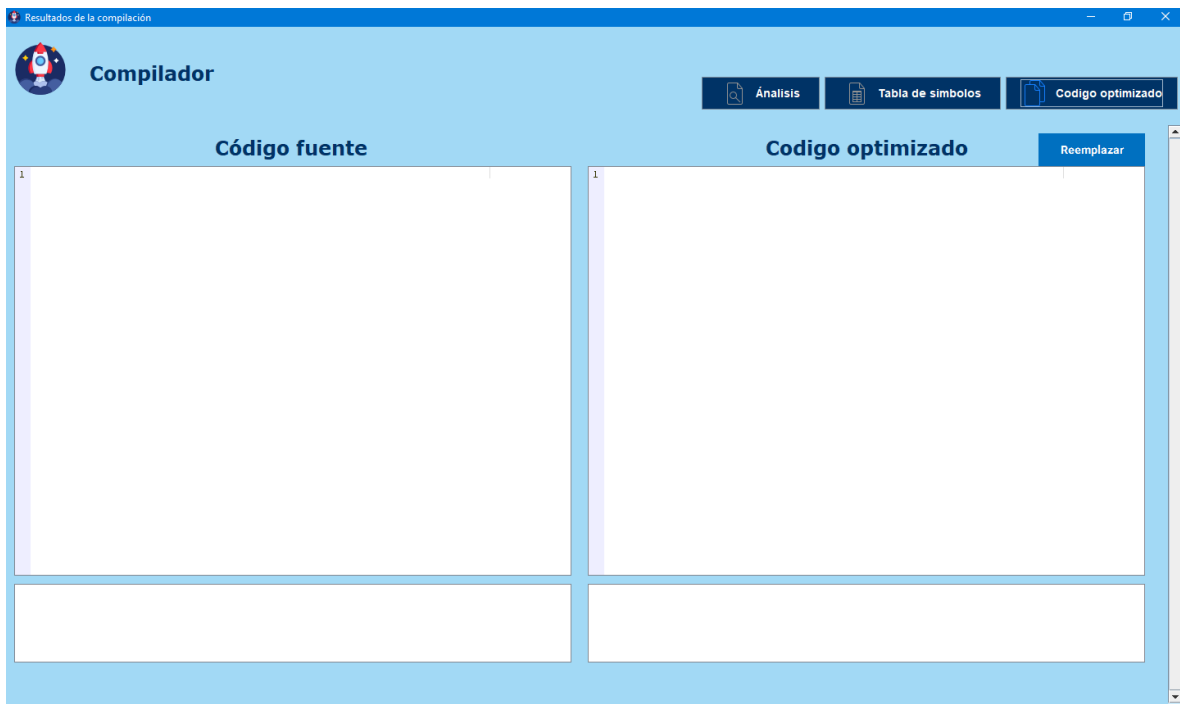 Resultados de la compilación
Compilador
Ánalisis
Tabla de simbolos
Codigo optimizado
Código fuente
Codigo optimizado
Reemplazar
1
1